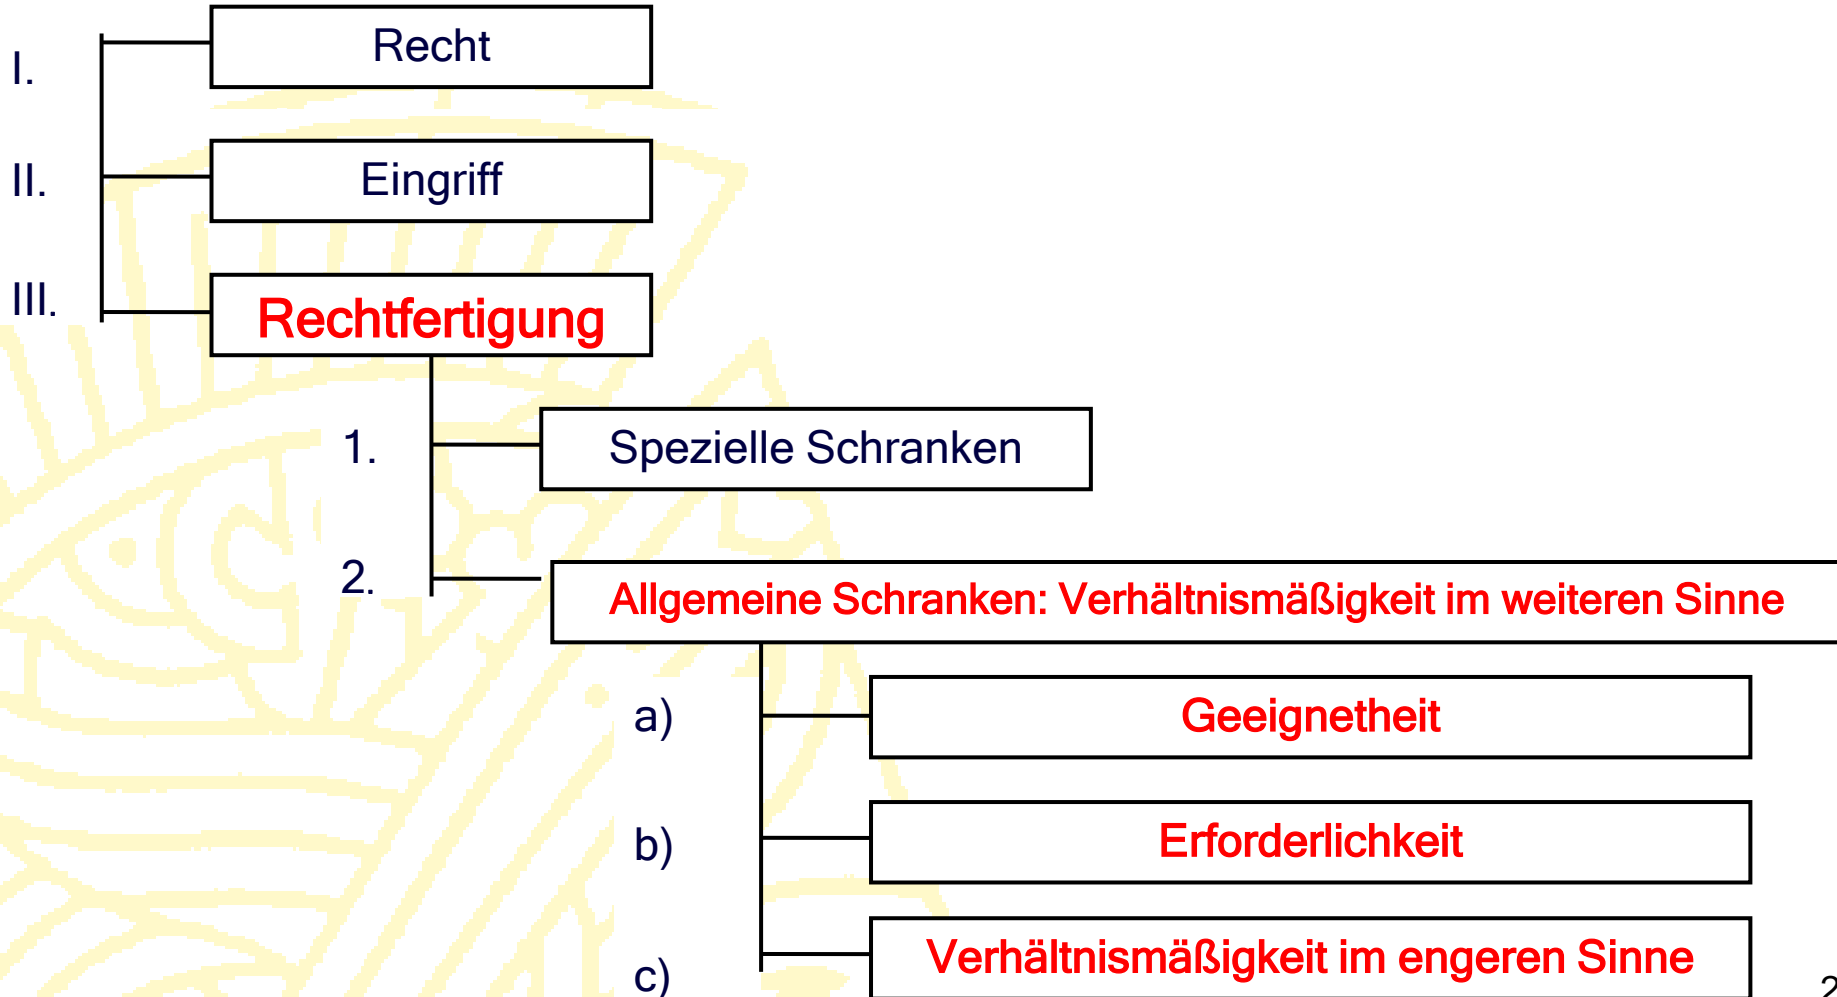 I. Recht
II. Eingriff
III. Rechtfertigung
1. Spezielle Schranken
2. Allgemeine Schranken: Verhältnismäßigkeit im weiteren Sinne
a) Geeignetheit
b) Erforderlichkeit
c) Verhältnismäßigkeit im engeren Sinne
2